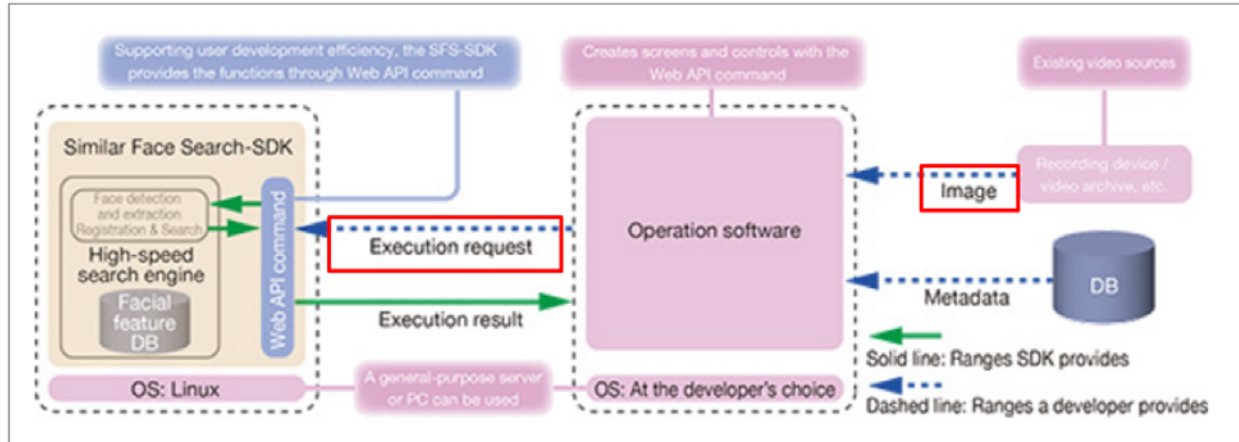 Supporting user development efficiency, the SFS-SDK
provides the functions through Web API command
Creates screens and controls with the
Web API command
Existing video sources
Similar Face Search-SDK
Face detection
and extraction
Registration & Search
High-speed
search engine
Facial
feature
DB
Web API command
Execution request
Execution result
Operation software
Image
Recording device /
video archive, etc.
Metadata
DB
Solid line: Ranges SDK provides
Dashed line: Ranges a developer provides
OS: Linux
A general-purpose server
or PC can be used
OS: At the developer's choice